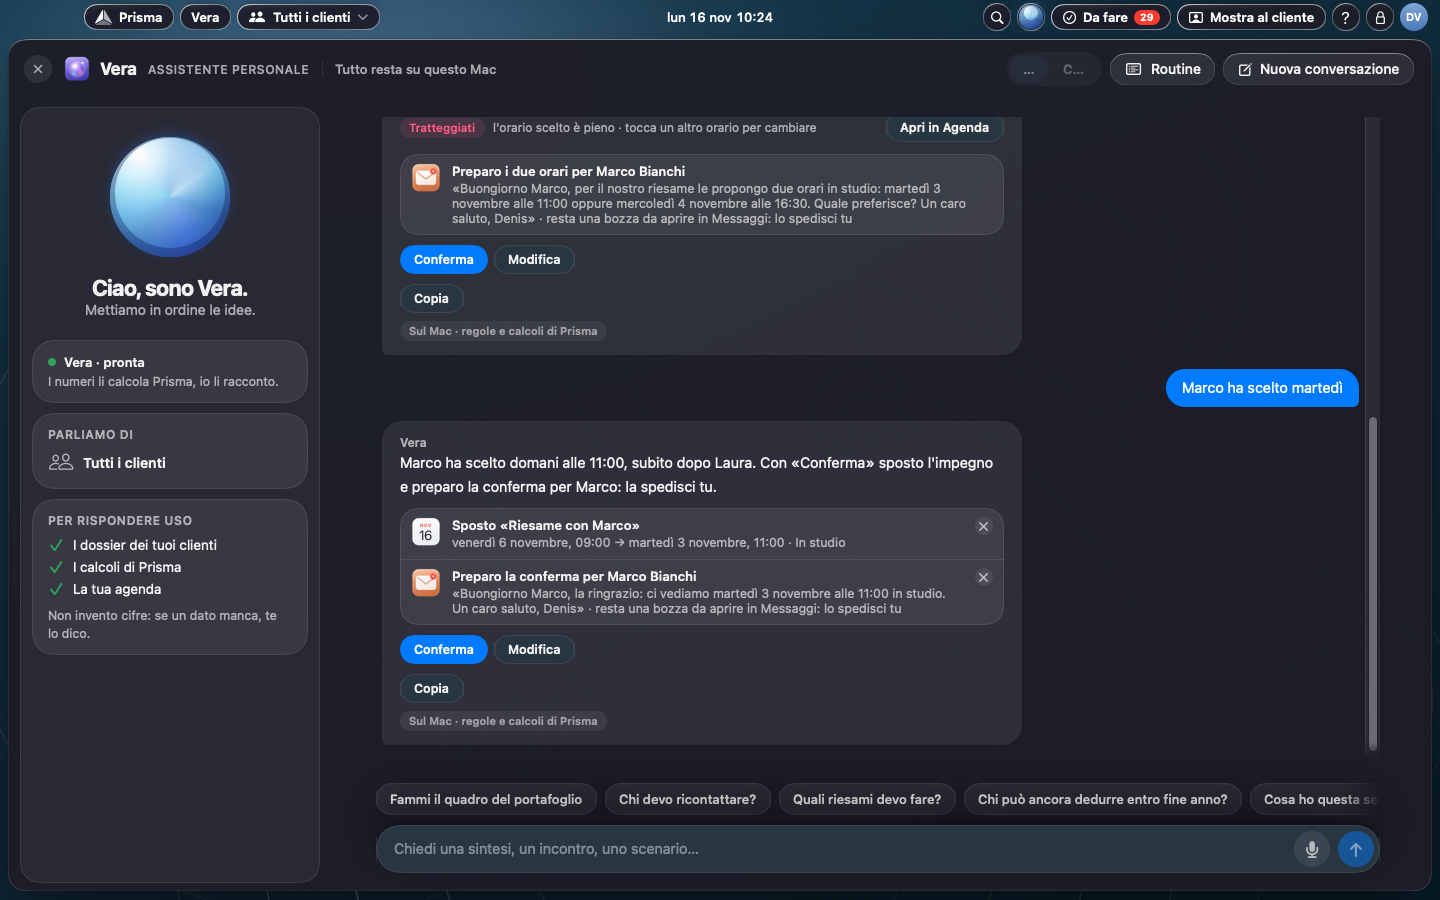 Prisma
Vera
Tutti i clienti
lun 16 nov 10:24
Da fare 29
Mostra al cliente
?
DV
Vera ASSISTENTE PERSONALE
Tutto resta su questo Mac
...
C...
Routine
Nuova conversazione
Ciao, sono Vera.
Mettiamo in ordine le idee.
Vera · pronta
I numeri li calcola Prisma, io li racconto.
PARLIAMO DI
Tutti i clienti
PER RISPONDERE USO
I dossier dei tuoi clienti
I calcoli di Prisma
La tua agenda
Non invento cifre: se un dato manca, te
lo dico.
Tratteggiati l'orario scelto è pieno · tocca un altro orario per cambiare
Apri in Agenda
Preparo i due orari per Marco Bianchi
«Buongiorno Marco, per il nostro riesame le propongo due orari in studio: martedì 3
novembre alle 11:00 oppure mercoledì 4 novembre alle 16:30. Quale preferisce? Un caro
saluto, Denis» · resta una bozza da aprire in Messaggi: lo spedisci tu
Conferma
Modifica
Copia
Sul Mac · regole e calcoli di Prisma
Marco ha scelto martedì
Vera
Marco ha scelto domani alle 11:00, subito dopo Laura. Con «Conferma» sposto l'impegno
e preparo la conferma per Marco: la spedisci tu.
NOV
16
Sposto «Riesame con Marco»
venerdì 6 novembre, 09:00 → martedì 3 novembre, 11:00 · In studio
Preparo la conferma per Marco Bianchi
«Buongiorno Marco, la ringrazio: ci vediamo martedì 3 novembre alle 11:00 in studio.
Un caro saluto, Denis» · resta una bozza da aprire in Messaggi: lo spedisci tu
Conferma
Modifica
Copia
Sul Mac · regole e calcoli di Prisma
Fammi il quadro del portafoglio
Chi devo ricontattare?
Quali riesami devo fare?
Chi può ancora dedurre entro fine anno?
Cosa ho questa se
Chiedi una sintesi, un incontro, uno scenario...